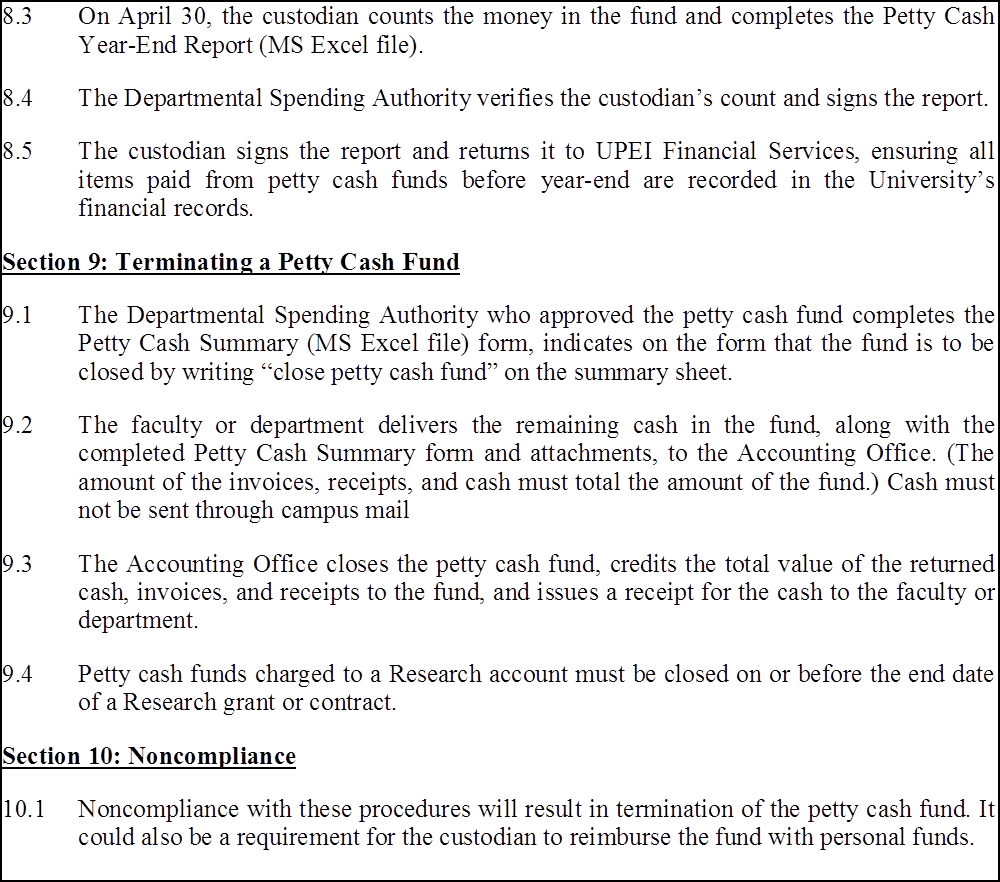 8.3 On April 30, the custodian counts the money in the fund and completes the Petty Cash
Year-End Report (MS Excel file).
8.4 The Departmental Spending Authority verifies the custodian’s count and signs the report.
8.5 The custodian signs the report and returns it to UPEI Financial Services, ensuring all
items paid from petty cash funds before year-end are recorded in the University’s
financial records.
Section 9: Terminating a Petty Cash Fund
9.1 The Departmental Spending Authority who approved the petty cash fund completes the
Petty Cash Summary (MS Excel file) form, indicates on the form that the fund is to be
closed by writing “close petty cash fund” on the summary sheet.
9.2 The faculty or department delivers the remaining cash in the fund, along with the
completed Petty Cash Summary form and attachments, to the Accounting Office. (The
amount of the invoices, receipts, and cash must total the amount of the fund.) Cash must
not be sent through campus mail
9.3 The Accounting Office closes the petty cash fund, credits the total value of the returned
cash, invoices, and receipts to the fund, and issues a receipt for the cash to the faculty or
department.
9.4 Petty cash funds charged to a Research account must be closed on or before the end date
of a Research grant or contract.
Section 10: Noncompliance
10.1 Noncompliance with these procedures will result in termination of the petty cash fund. It
could also be a requirement for the custodian to reimburse the fund with personal funds.